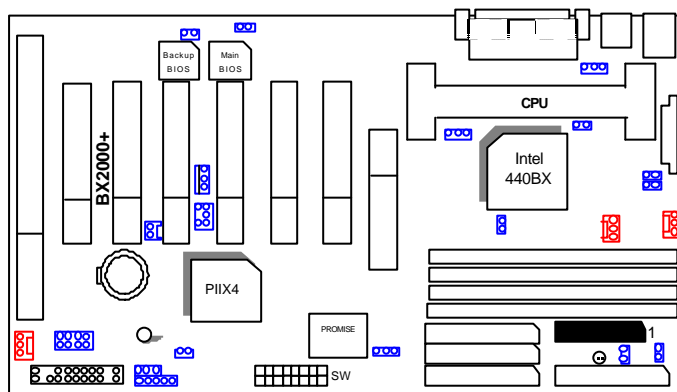 Backup
BIOS
Main
BIOS
CPU
BX2000+
Intel
440BX
PIIX4
PROMISE
1
SW